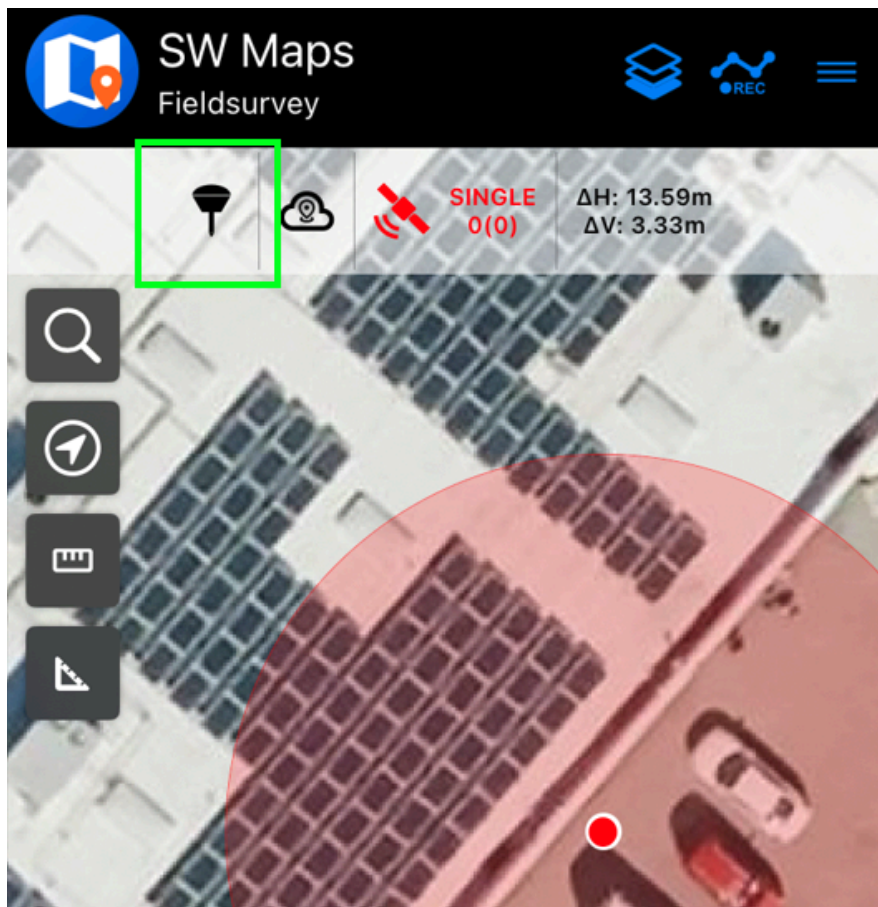 SW Maps
Fieldsurvey
REC
SINGLE
0(0)
ΔH: 13.59m
ΔV: 3.33m